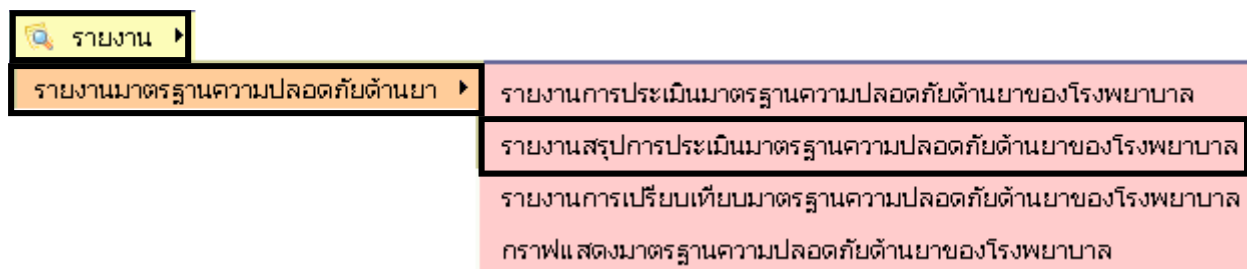 รายงาน
รายงานมาตรฐานความปลอดภัยด้านยา
รายงานการประเมินมาตรฐานความปลอดภัยด้านยาของโรงพยาบาล
รายงานสรุปการประเมินมาตรฐานความปลอดภัยด้านยาของโรงพยาบาล
รายงานการเปรียบเทียบมาตรฐานความปลอดภัยด้านยาของโรงพยาบาล
กราฟแสดงมาตรฐานความปลอดภัยด้านยาของโรงพยาบาล